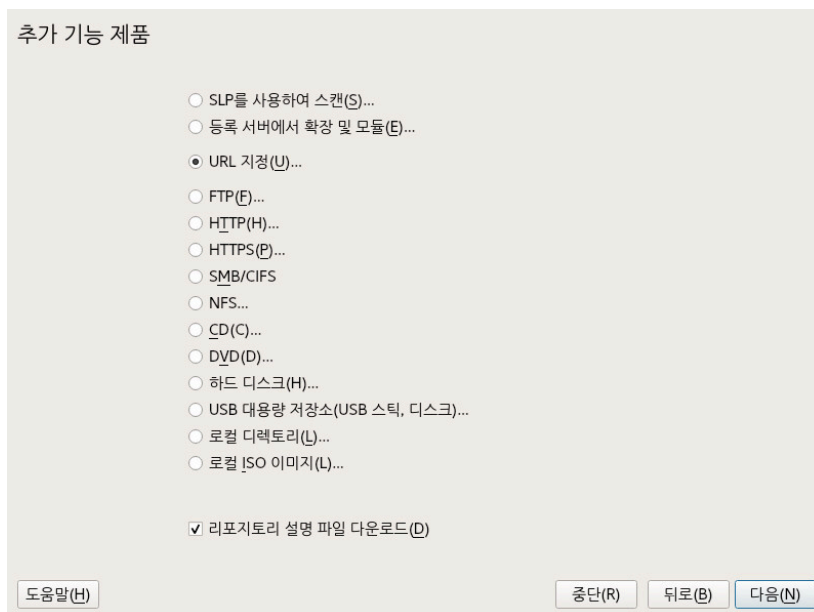 추가 기능 제품
SLP를 사용하여 스캔(S)...
등록 서버에서 확장 및 모듈(E)...
URL 지정(U)...
FTP(F)...
HTTP(H)...
HTTPS(P)...
SMB/CIFS
NFS...
CD(C)...
DVD(D)...
하드 디스크(H)...
USB 대용량 저장소(USB 스틱, 디스크)...
로컬 디렉토리(L)...
로컬 ISO 이미지(L)...
리포지토리 설명 파일 다운로드(D)
도움말(H) 중단(R) 뒤로(B) 다음(N)